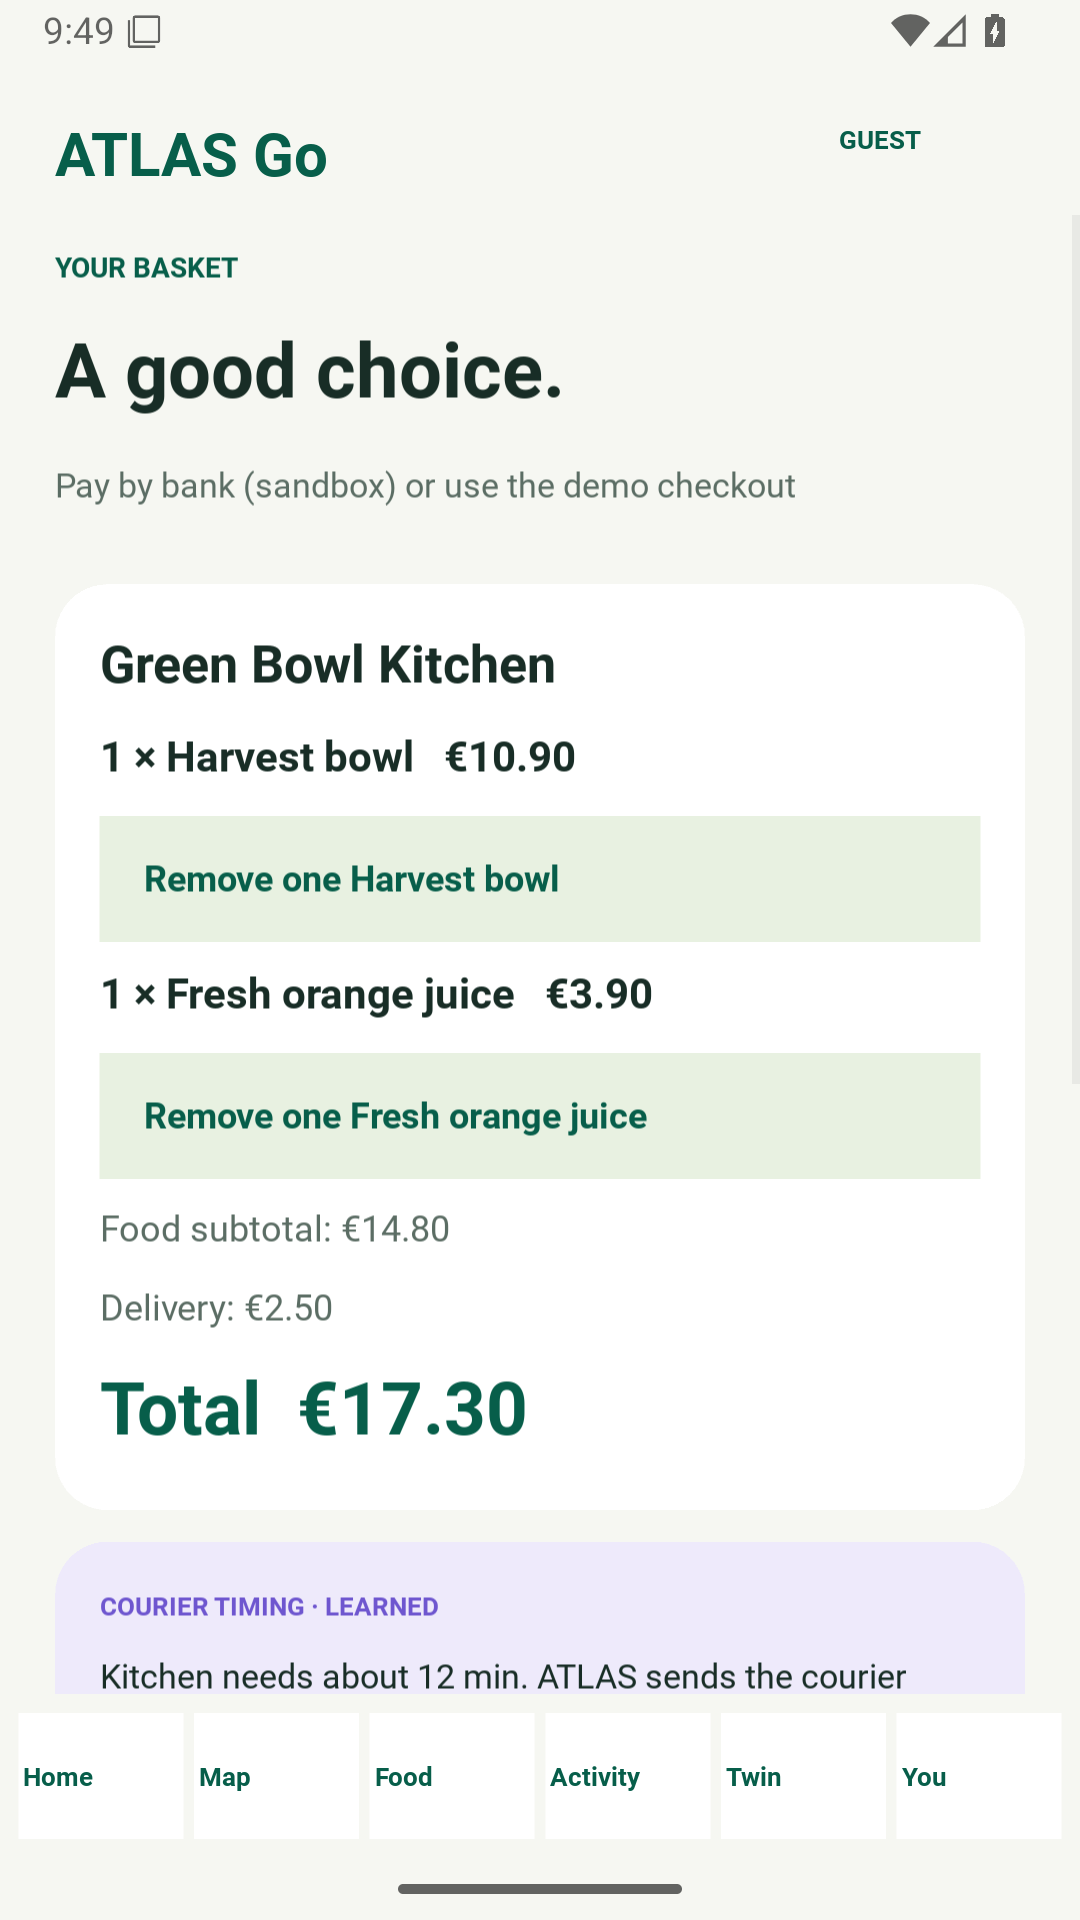 9:49
ATLAS Go
GUEST
YOUR BASKET
A good choice.
Pay by bank (sandbox) or use the demo checkout
Green Bowl Kitchen
1 × Harvest bowl €10.90
Remove one Harvest bowl
1 × Fresh orange juice €3.90
Remove one Fresh orange juice
Food subtotal: €14.80
Delivery: €2.50
Total €17.30
COURIER TIMING · LEARNED
Kitchen needs about 12 min. ATLAS sends the courier
Home
Map
Food
Activity
Twin
You